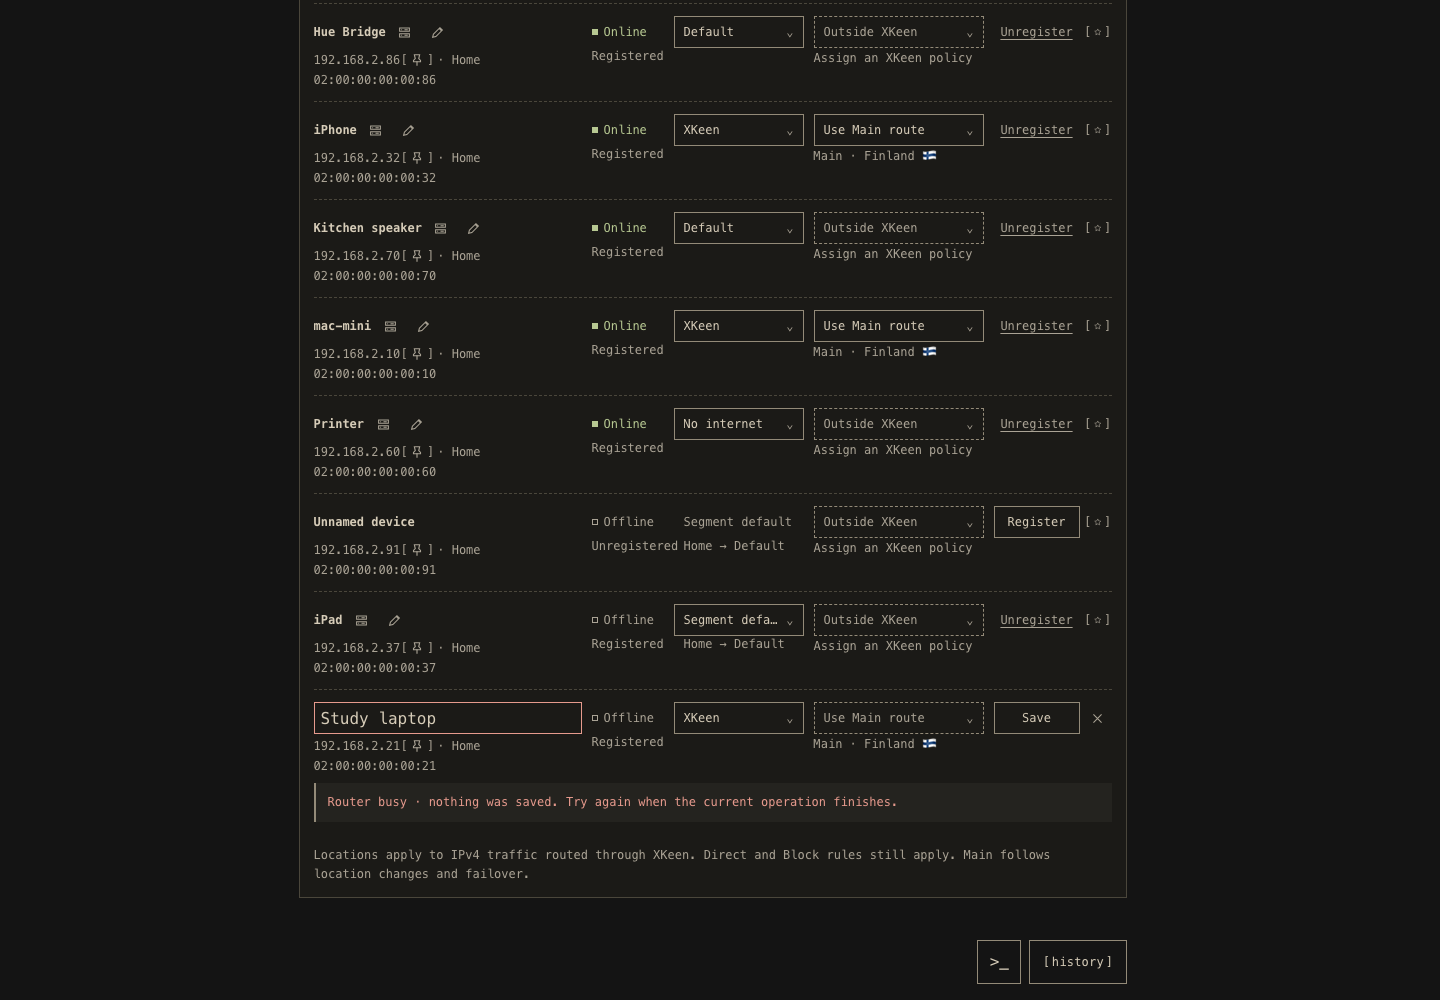 Hue Bridge Online Default Outside XKeen Unregister [☆]
Registered Assign an XKeen policy
192.168.2.86[ ] · Home
02:00:00:00:00:86
iPhone Online XKeen Use Main route Unregister [☆]
Registered Main · Finland 🇫🇮
192.168.2.32[ ] · Home
02:00:00:00:00:32
Kitchen speaker Online Default Outside XKeen Unregister [☆]
Registered Assign an XKeen policy
192.168.2.70[ ] · Home
02:00:00:00:00:70
mac-mini Online XKeen Use Main route Unregister [☆]
Registered Main · Finland 🇫🇮
192.168.2.10[ ] · Home
02:00:00:00:00:10
Printer Online No internet Outside XKeen Unregister [☆]
Registered Assign an XKeen policy
192.168.2.60[ ] · Home
02:00:00:00:00:60
Unnamed device Offline Segment default Outside XKeen Register [☆]
Unregistered Home → Default Assign an XKeen policy
192.168.2.91[ ] · Home
02:00:00:00:00:91
iPad Offline Segment defa… Outside XKeen Unregister [☆]
Registered Home → Default Assign an XKeen policy
192.168.2.37[ ] · Home
02:00:00:00:00:37
Study laptop Offline XKeen Use Main route Save ×
Registered Main · Finland 🇫🇮
192.168.2.21[ ] · Home
02:00:00:00:00:21
Router busy · nothing was saved. Try again when the current operation finishes.
Locations apply to IPv4 traffic routed through XKeen. Direct and Block rules still apply. Main follows
location changes and failover.
>_ [history]